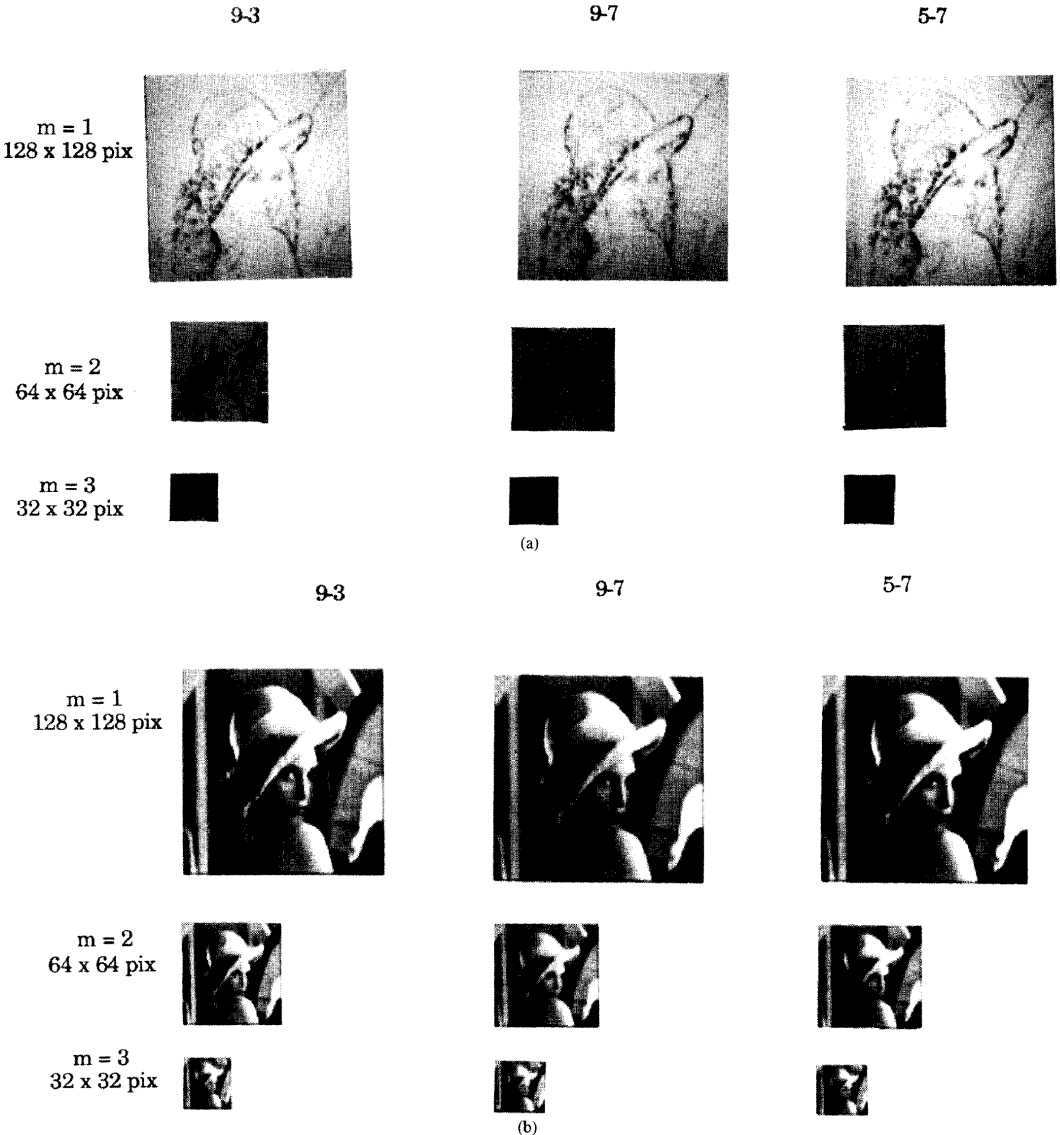 9-3 9-7 5-7
m = 1
128 x 128 pix
m = 2
64 x 64 pix
m = 3
32 x 32 pix
(a)
9-3 9-7 5-7
m = 1
128 x 128 pix
m = 2
64 x 64 pix
m = 3
32 x 32 pix
(b)